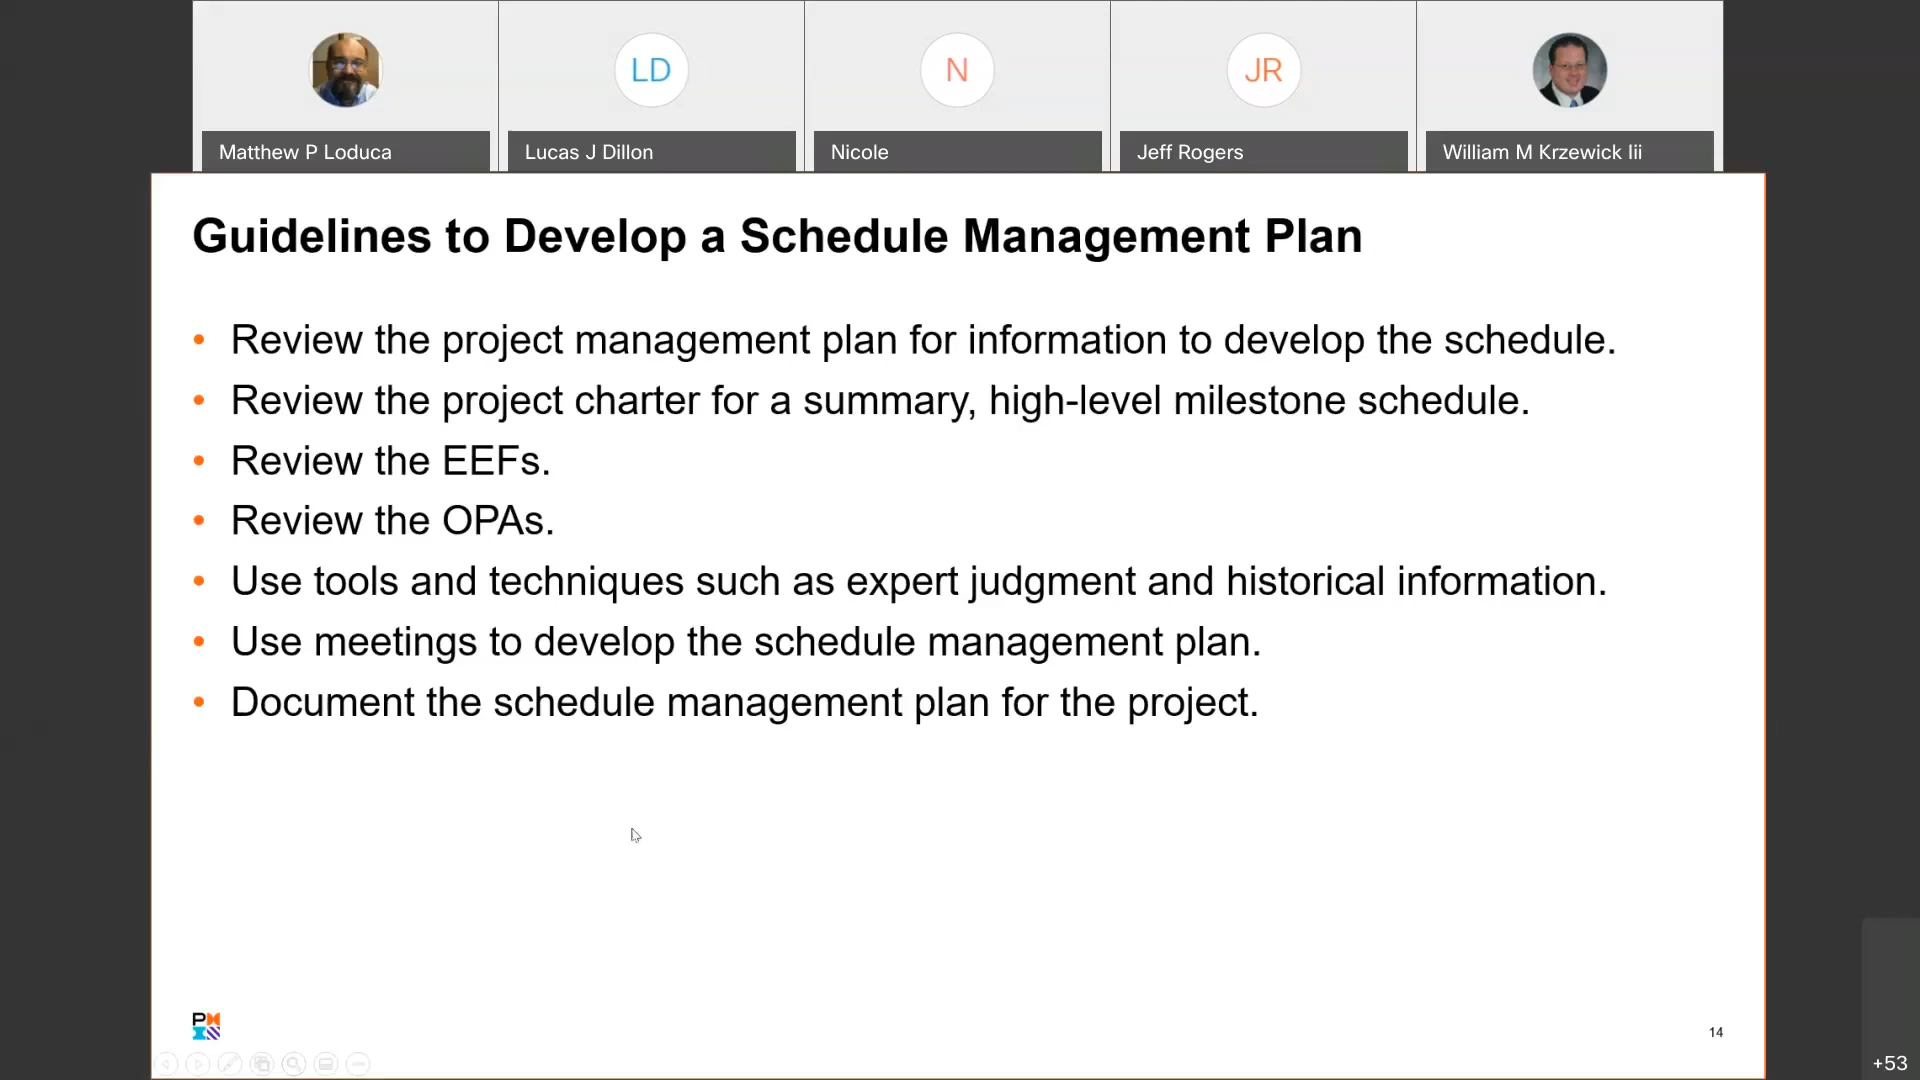 LD
N
JR
Matthew P Loduca
Lucas J Dillon
Nicole
Jeff Rogers
William M Krzewick Iii
Guidelines to Develop a Schedule Management Plan
• Review the project management plan for information to develop the schedule.
• Review the project charter for a summary, high-level milestone schedule.
• Review the EEFs.
• Review the OPAs.
• Use tools and techniques such as expert judgment and historical information.
• Use meetings to develop the schedule management plan.
• Document the schedule management plan for the project.
14
+53